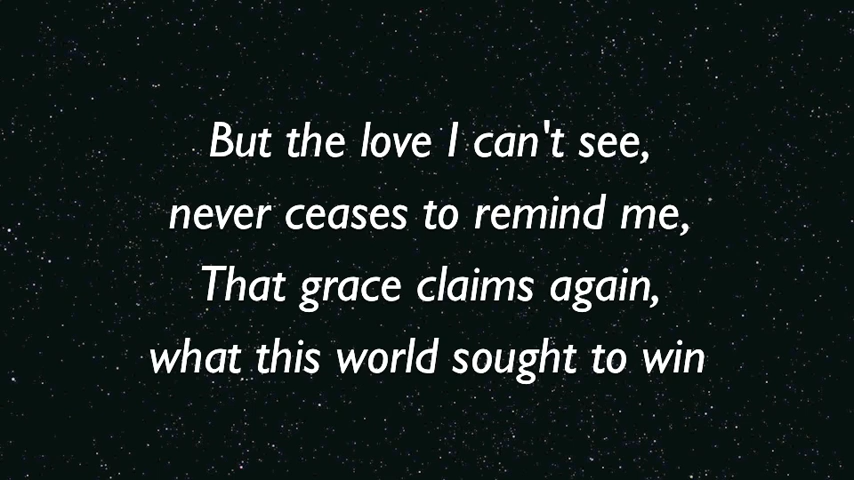 But the love I can't see,
never ceases to remind me,
That grace claims again,
what this world sought to win